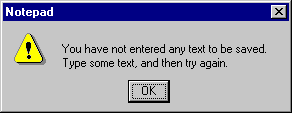 Notepad
You have not entered any text to be saved.
Type some text, and then try again.
OK